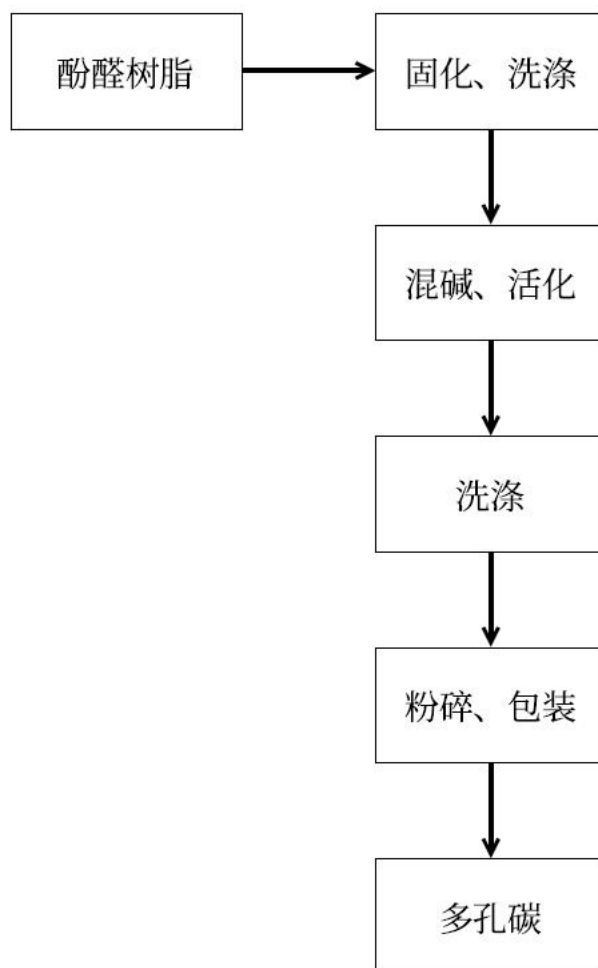 酚醛树脂
固化、洗涤
混碱、活化
洗涤
粉碎、包装
多孔碳